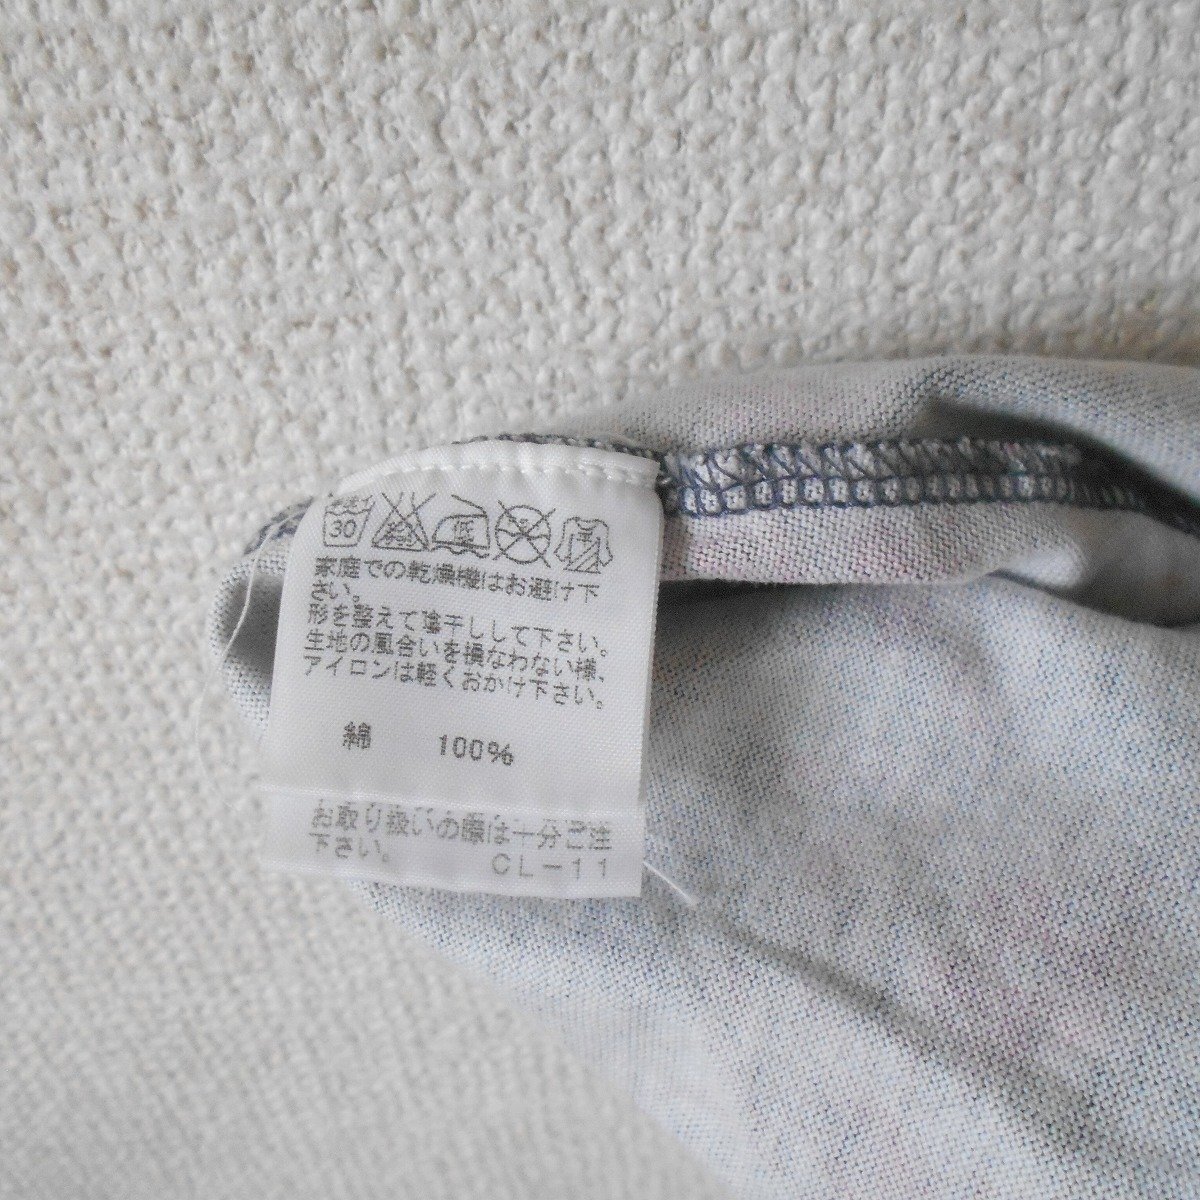 30
家庭での乾燥機はお避け下
さい。
形を整えて陰干しして下さい。
生地の風合いを損なわない様、
アイロンは軽くおかけ下さい。
綿 100%
お取り扱いの際は十分ご注
下さい。 CL-11